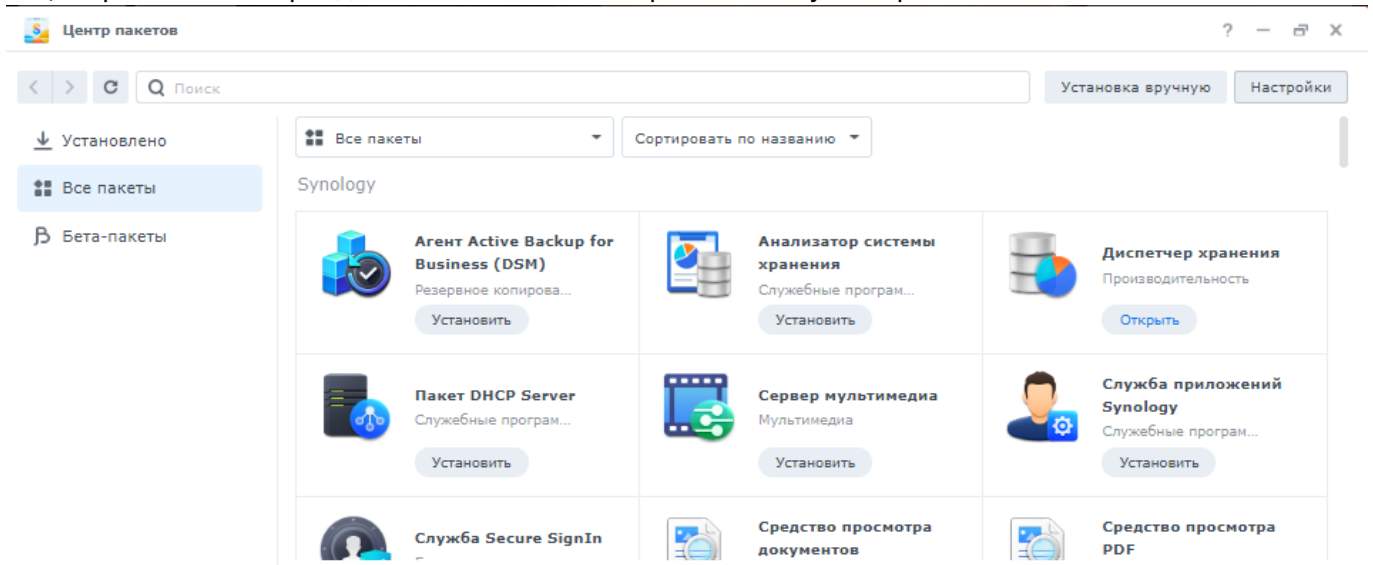 Центр пакетов
Поиск
Установка вручную
Настройки
Установлено
Все пакеты
Бета-пакеты
Все пакеты
Сортировать по названию
Synology
Агент Active Backup for
Business (DSM)
Резервное копирова...
Установить
Анализатор системы
хранения
Служебные програм...
Установить
Диспетчер хранения
Производительность
Открыть
Пакет DHCP Server
Служебные програм...
Установить
Сервер мультимедиа
Мультимедиа
Установить
Служба приложений
Synology
Служебные програм...
Установить
Служба Secure SignIn
Средство просмотра
документов
Средство просмотра
PDF